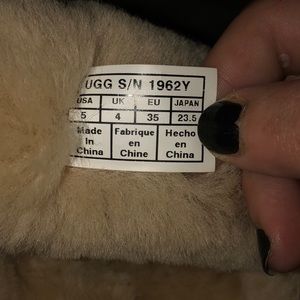 UGG S/N 1962Y
USA UK EU JAPAN
5 4 35 23.5
Made Fabrique Hecho
In en en
China Chine China